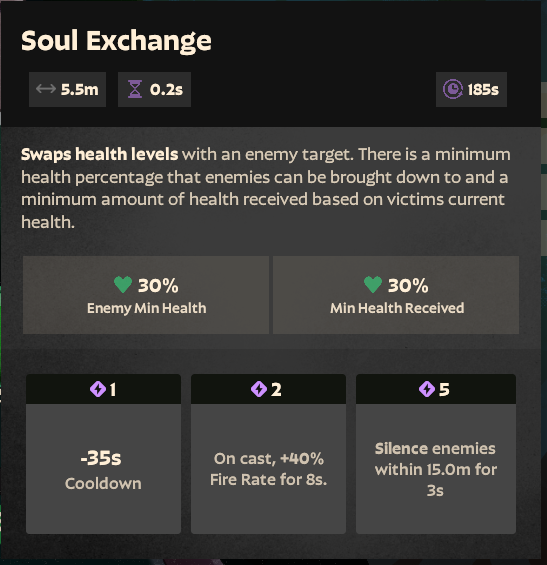 Soul Exchange
5.5m 0.2s 185s
Swaps health levels with an enemy target. There is a minimum
health percentage that enemies can be brought down to and a
minimum amount of health received based on victims current
health.
30% 30%
Enemy Min Health Min Health Received
1 2 5
-35s
Cooldown
On cast, +40%
Fire Rate for 8s.
Silence enemies
within 15.0m for
3s